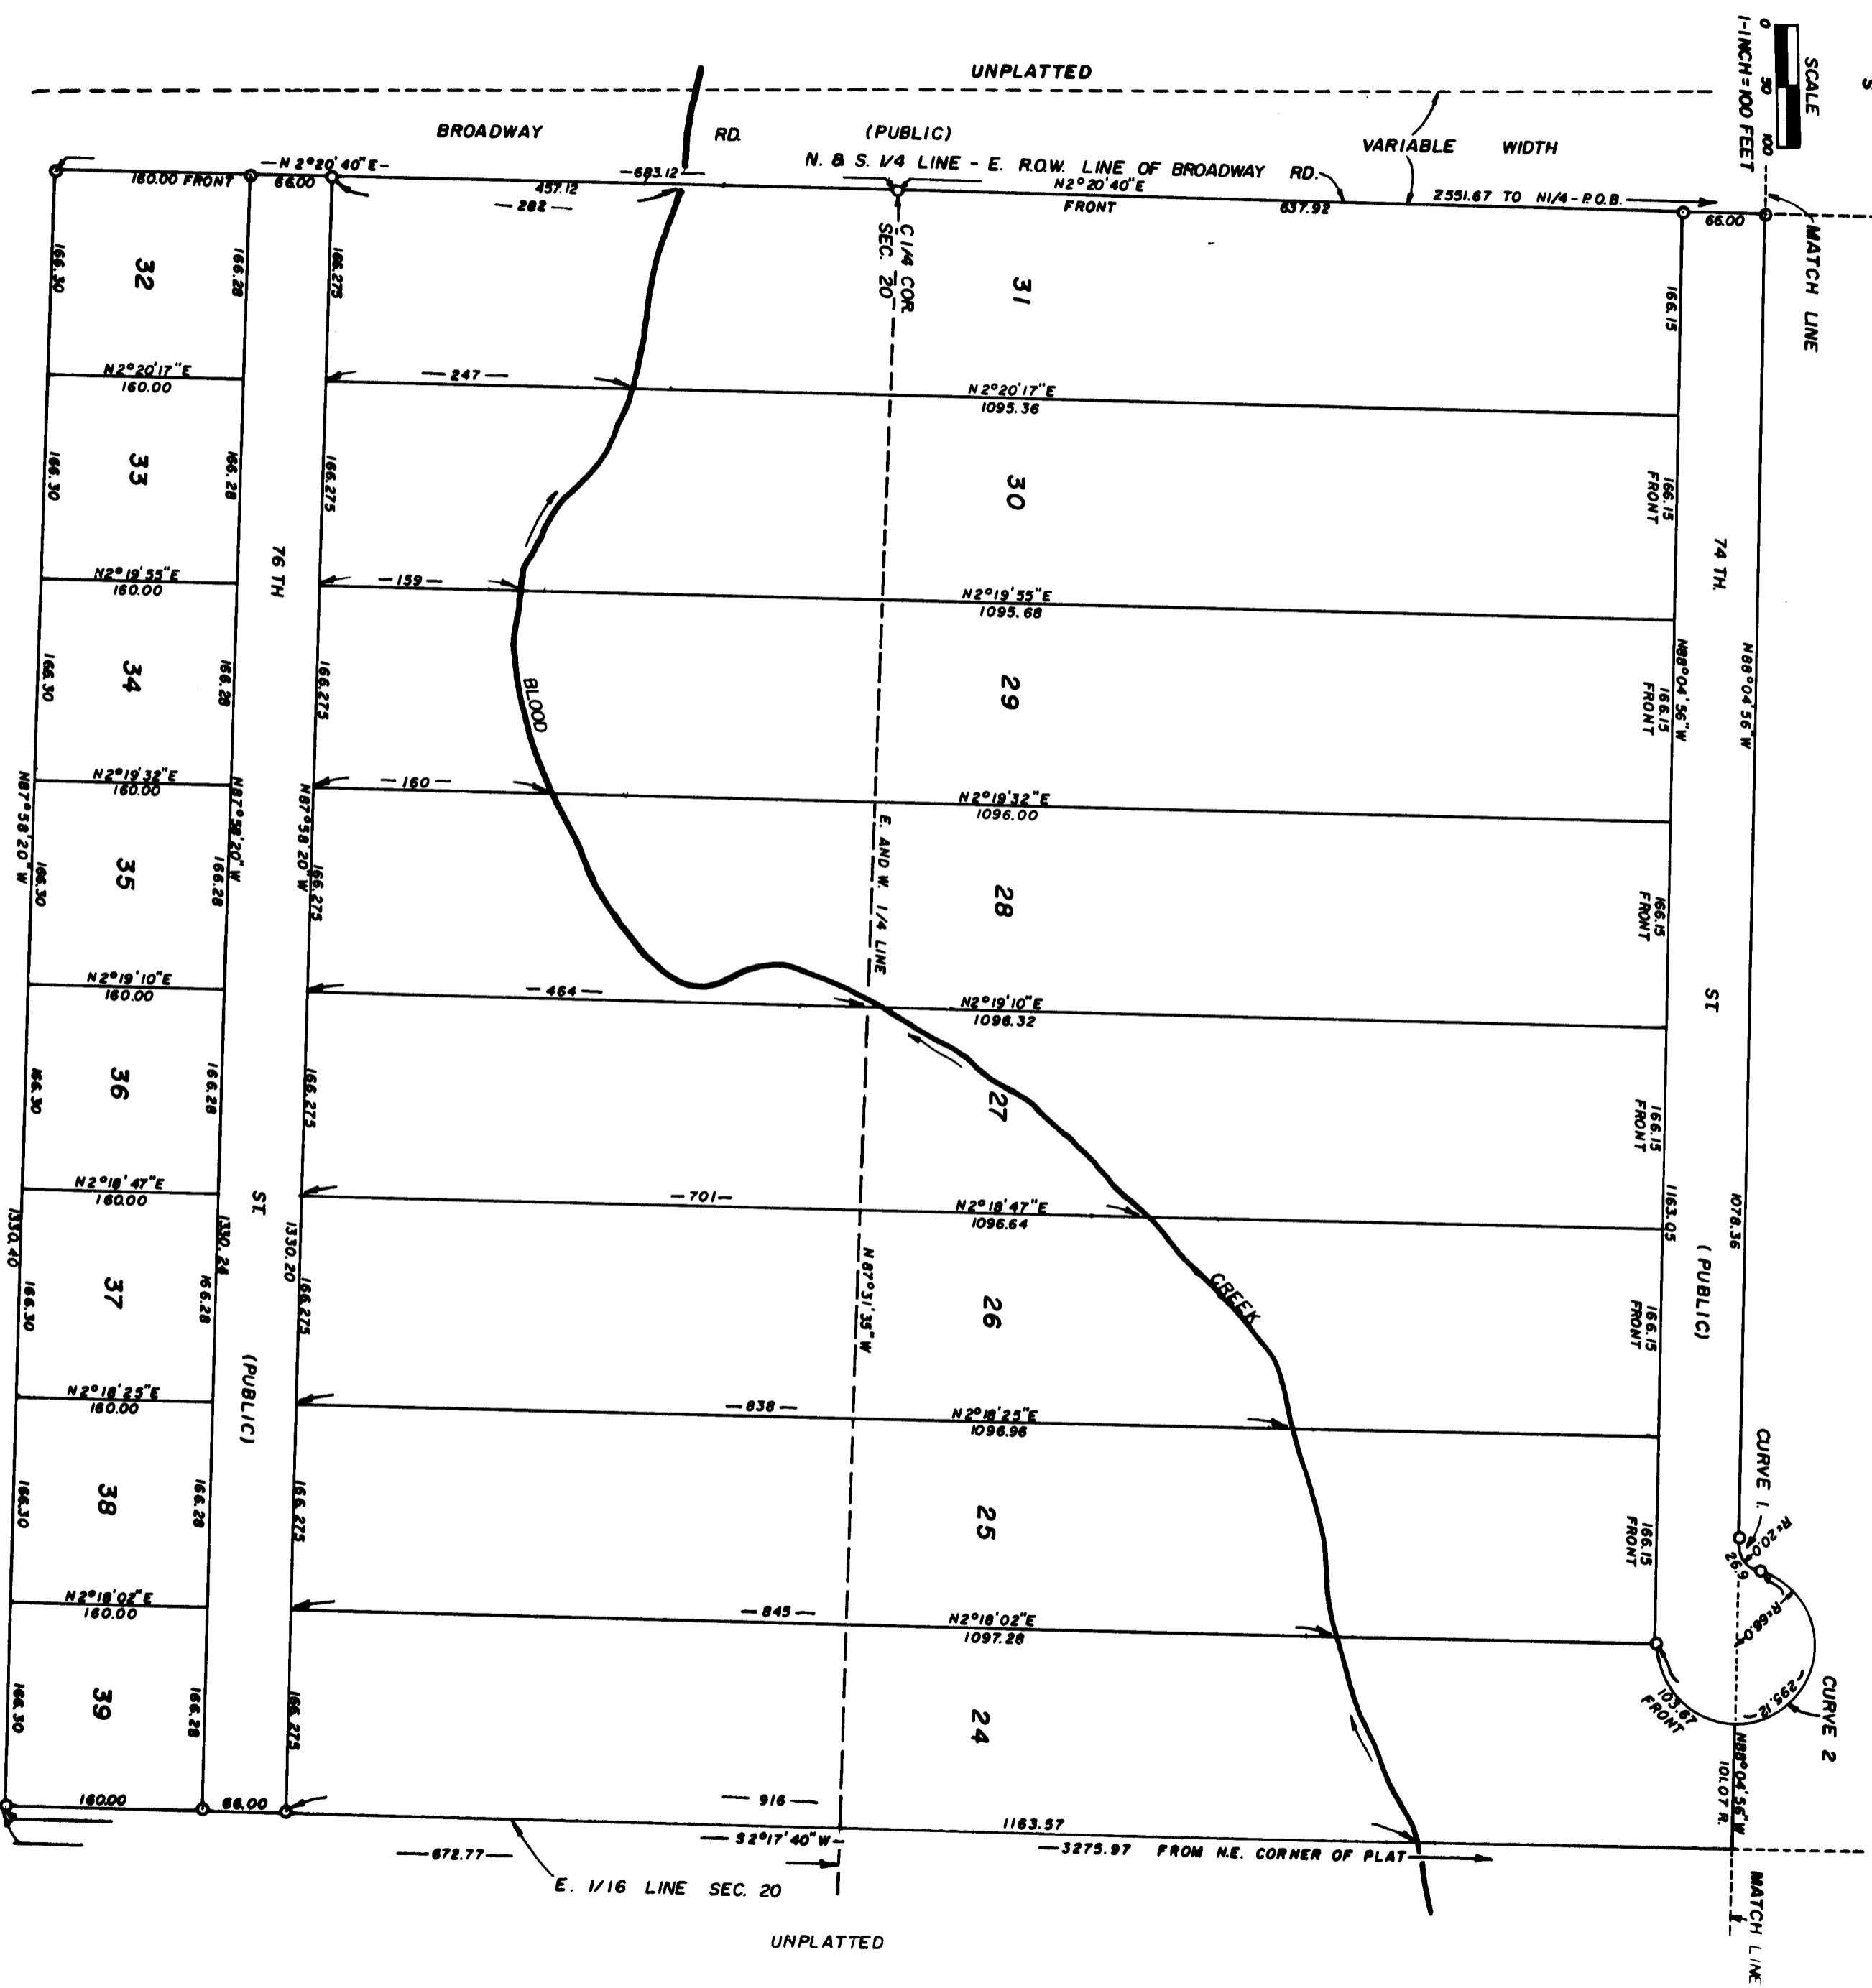 S
SCALE
0 50 100
1-INCH=100 FEET
UNPLATTED
MATCH LINE
BROADWAY RD. (PUBLIC)
VARIABLE WIDTH
N. & S. 1/4 LINE - E. R.O.W. LINE OF BROADWAY RD.
160.00 FRONT
66.00
N 2°20'40"E
683.12
457.12
282
N2°20'40"E
FRONT
637.92
2551.67 TO N1/4-P.O.B.
66.00
C 1/4 COR.
SEC. 20
166.30
32
166.28
166.275
31
166.15
N2°20'17"E
160.00
247
N2°20'17"E
1095.36
166.30
33
166.28
166.275
30
166.15
FRONT
76 TH
74 TH.
N2°19'55"E
160.00
159
N2°19'55"E
1095.68
166.30
34
166.28
166.275
BLOOD
29
166.15
FRONT
N88°04'56"W
N88°04'56"W
N2°19'32"E
160.00
160
N2°19'32"E
1096.00
N87°58'20"W
N87°58'20"W
N87°58'20"W
166.30
35
166.28
166.275
E. AND W. 1/4 LINE
28
166.15
FRONT
N2°19'10"E
160.00
464
N2°19'10"E
1096.32
ST.
166.30
36
166.28
166.275
27
166.15
FRONT
N2°18'47"E
160.00
701
N2°18'47"E
1096.64
1163.05
1078.36
ST.
(PUBLIC)
1330.40
1330.24
1330.20
166.30
37
166.28
166.275
N87°31'35"W
26
CREEK
166.15
FRONT
N2°18'25"E
160.00
838
N2°18'25"E
1096.96
(PUBLIC)
166.30
38
166.28
166.275
25
166.15
FRONT
CURVE 1.
R=20.0
26.9
N2°18'02"E
160.00
845
N2°18'02"E
1097.28
R=66.0
295.12
CURVE 2
103.67
FRONT
166.30
39
166.28
166.275
24
N88°04'56"W
101.07 R.
160.00
66.00
916
1163.57
S2°17'40"W
672.77
3275.97 FROM N.E. CORNER OF PLAT
E. 1/16 LINE SEC. 20
MATCH LINE
UNPLATTED